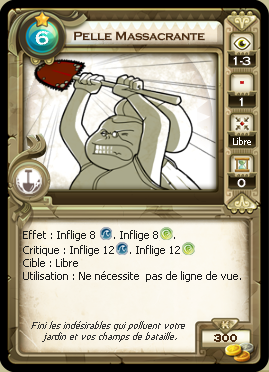 6
PELLE MASSACRANTE
1-3
1
Libre
0
Effet : Inflige 8 . Inflige 8 .
Critique : Inflige 12 . Inflige 12
Cible : Libre
Utilisation : Ne nécessite pas de ligne de vue.
Fini les indésirables qui polluent votre
jardin et vos champs de bataille.
K
300